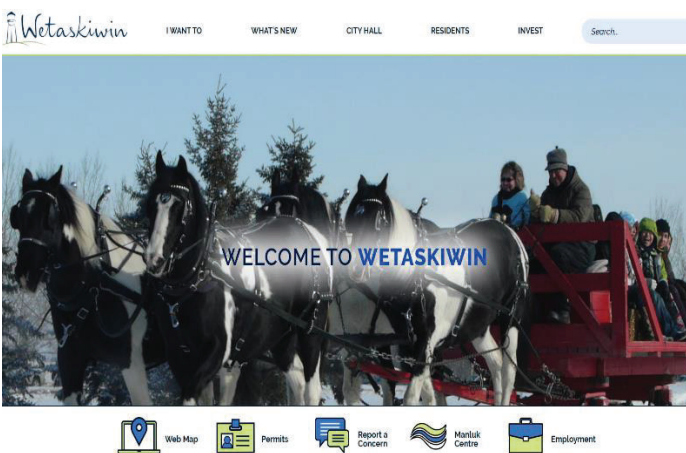 Wetaskiwin
I WANT TO WHAT'S NEW CITY HALL RESIDENTS INVEST Search..
WELCOME TO WETASKIWIN
Web Map
Permits
Report a
Concern
Manluk
Centre
Employment